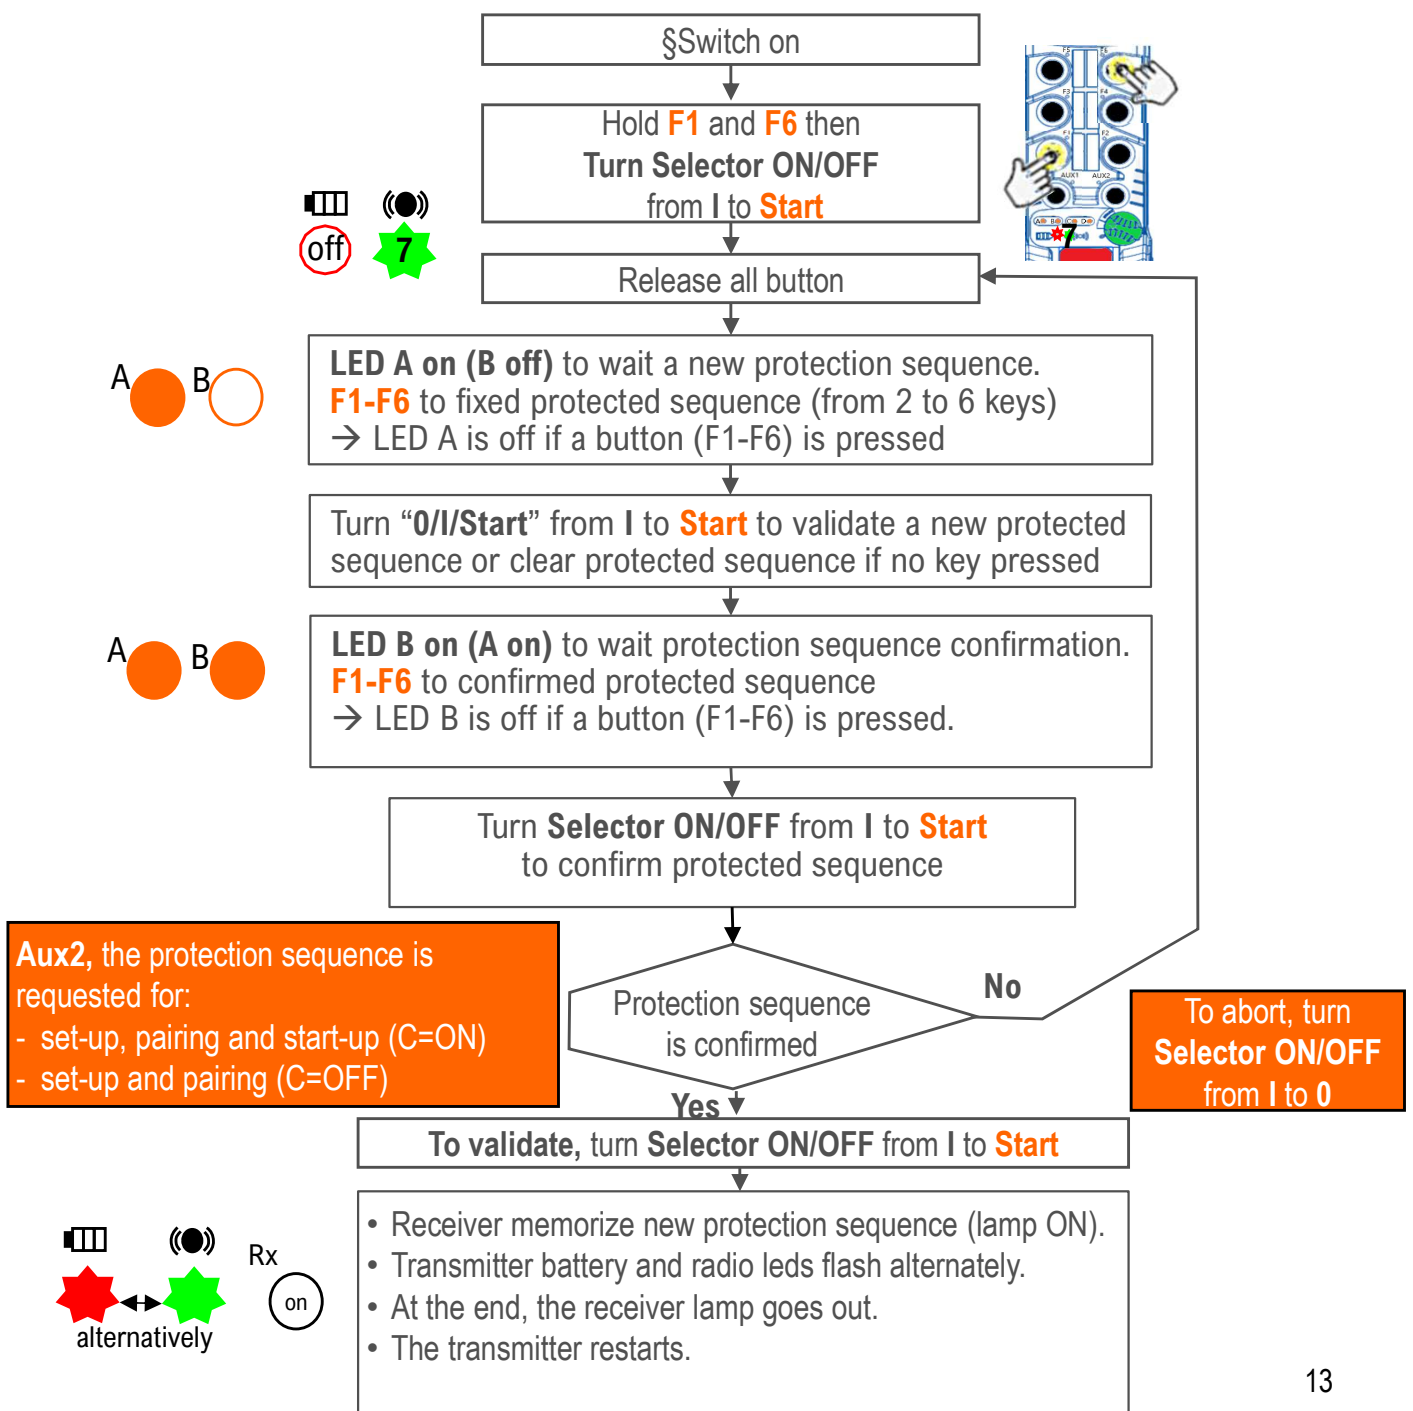 §Switch on
Hold F1 and F6 then
Turn Selector ON/OFF
from I to Start
off
7
F5 F6
F3 F4
F1 F2
AUX1 AUX2
A B C D
7
Release all button
A B
LED A on (B off) to wait a new protection sequence.
F1-F6 to fixed protected sequence (from 2 to 6 keys)
→ LED A is off if a button (F1-F6) is pressed
Turn “0/I/Start” from I to Start to validate a new protected
sequence or clear protected sequence if no key pressed
A B
LED B on (A on) to wait protection sequence confirmation.
F1-F6 to confirmed protected sequence
→ LED B is off if a button (F1-F6) is pressed.
Turn Selector ON/OFF from I to Start
to confirm protected sequence
Aux2, the protection sequence is
requested for:
- set-up, pairing and start-up (C=ON)
- set-up and pairing (C=OFF)
Protection sequence
is confirmed
No
Yes
To abort, turn
Selector ON/OFF
from I to 0
To validate, turn Selector ON/OFF from I to Start
• Receiver memorize new protection sequence (lamp ON).
• Transmitter battery and radio leds flash alternately.
• At the end, the receiver lamp goes out.
• The transmitter restarts.
Rx
on
alternatively
13